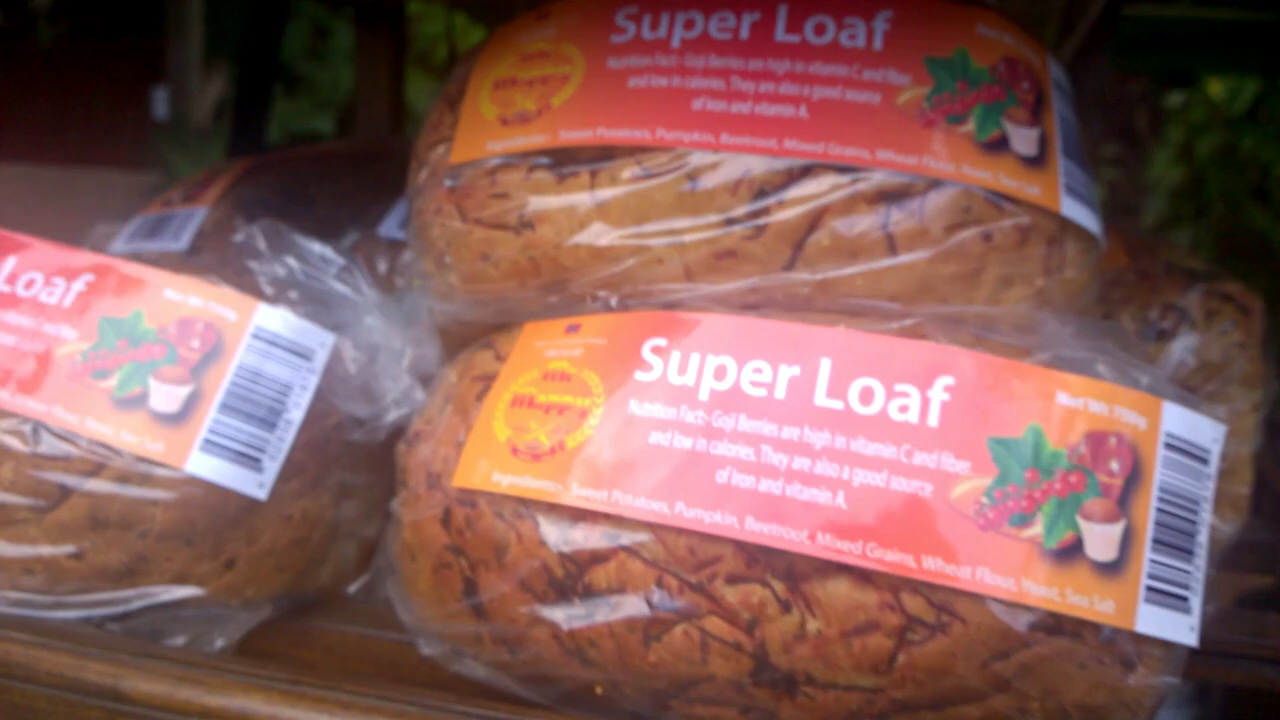 Super Loaf
Nutrition Fact:- Goji Berries are high in vitamin C and fiber
and low in calories. They are also a good source
of iron and vitamin A.
Ingredients:- Sweet Potatoes, Pumpkin, Beetroot, Mixed Grains, Wheat Flour, Yeast, Sea Salt
Loaf
Super Loaf
Nutrition Fact:- Goji Berries are high in vitamin C and fiber
and low in calories. They are also a good source
of Iron and vitamin A.
Ingredients:- Sweet Potatoes, Pumpkin, Beetroot, Mixed Grains, Wheat Flour, Yeast, Sea Salt
Net Wt